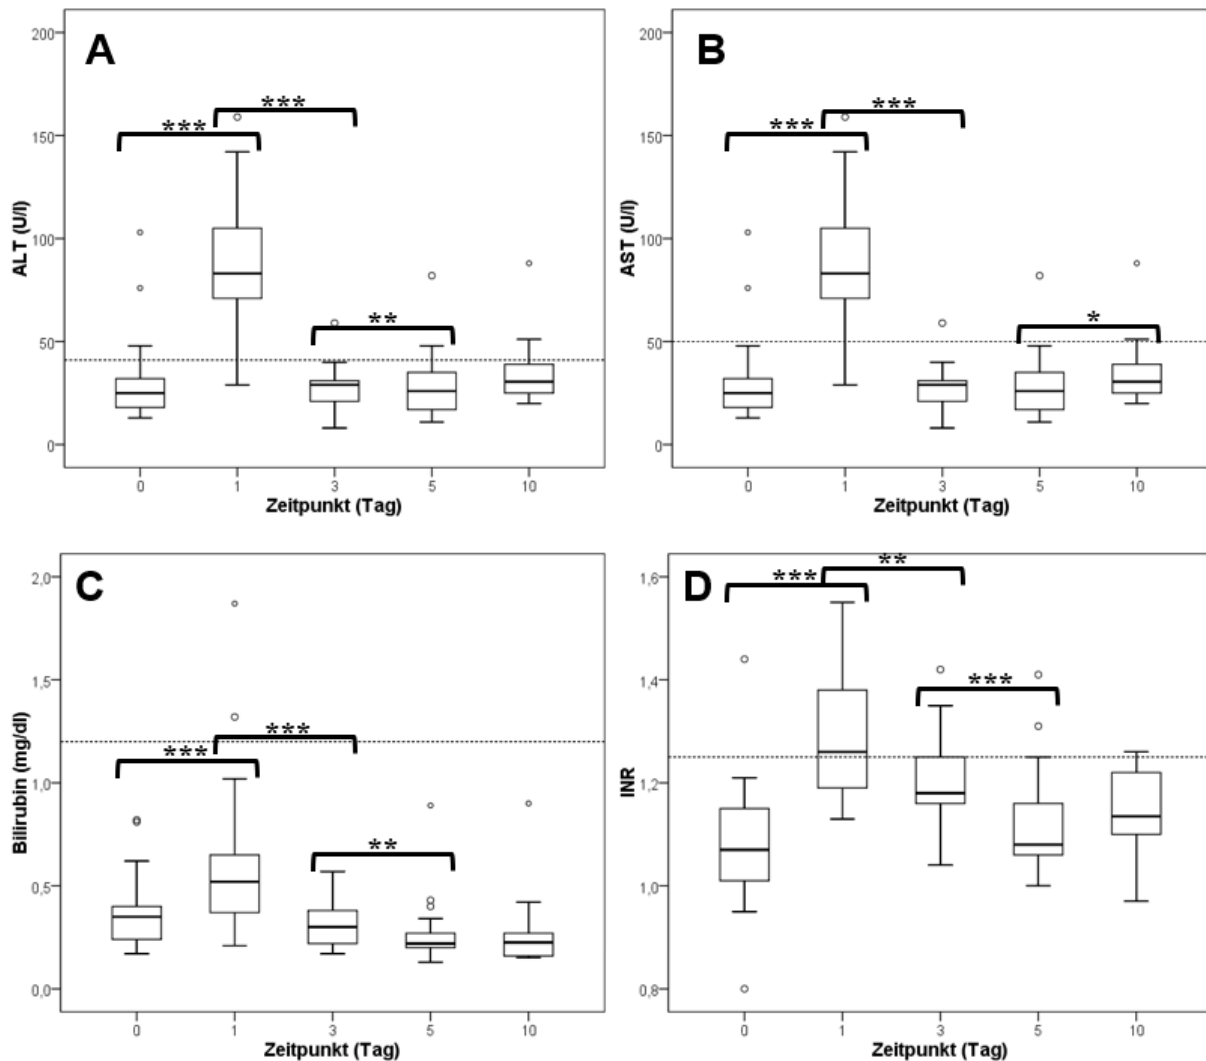 A
ALT (U/l)
200
150
100
50
0
***
***
**
0 1 3 5 10
Zeitpunkt (Tag)
B
AST (U/l)
200
150
100
50
0
***
***
*
0 1 3 5 10
Zeitpunkt (Tag)
C
Bilirubin (mg/dl)
2,0
1,5
1,0
0,5
0,0
***
***
**
0 1 3 5 10
Zeitpunkt (Tag)
D
INR
1,6
1,4
1,2
1,0
0,8
***
**
***
0 1 3 5 10
Zeitpunkt (Tag)